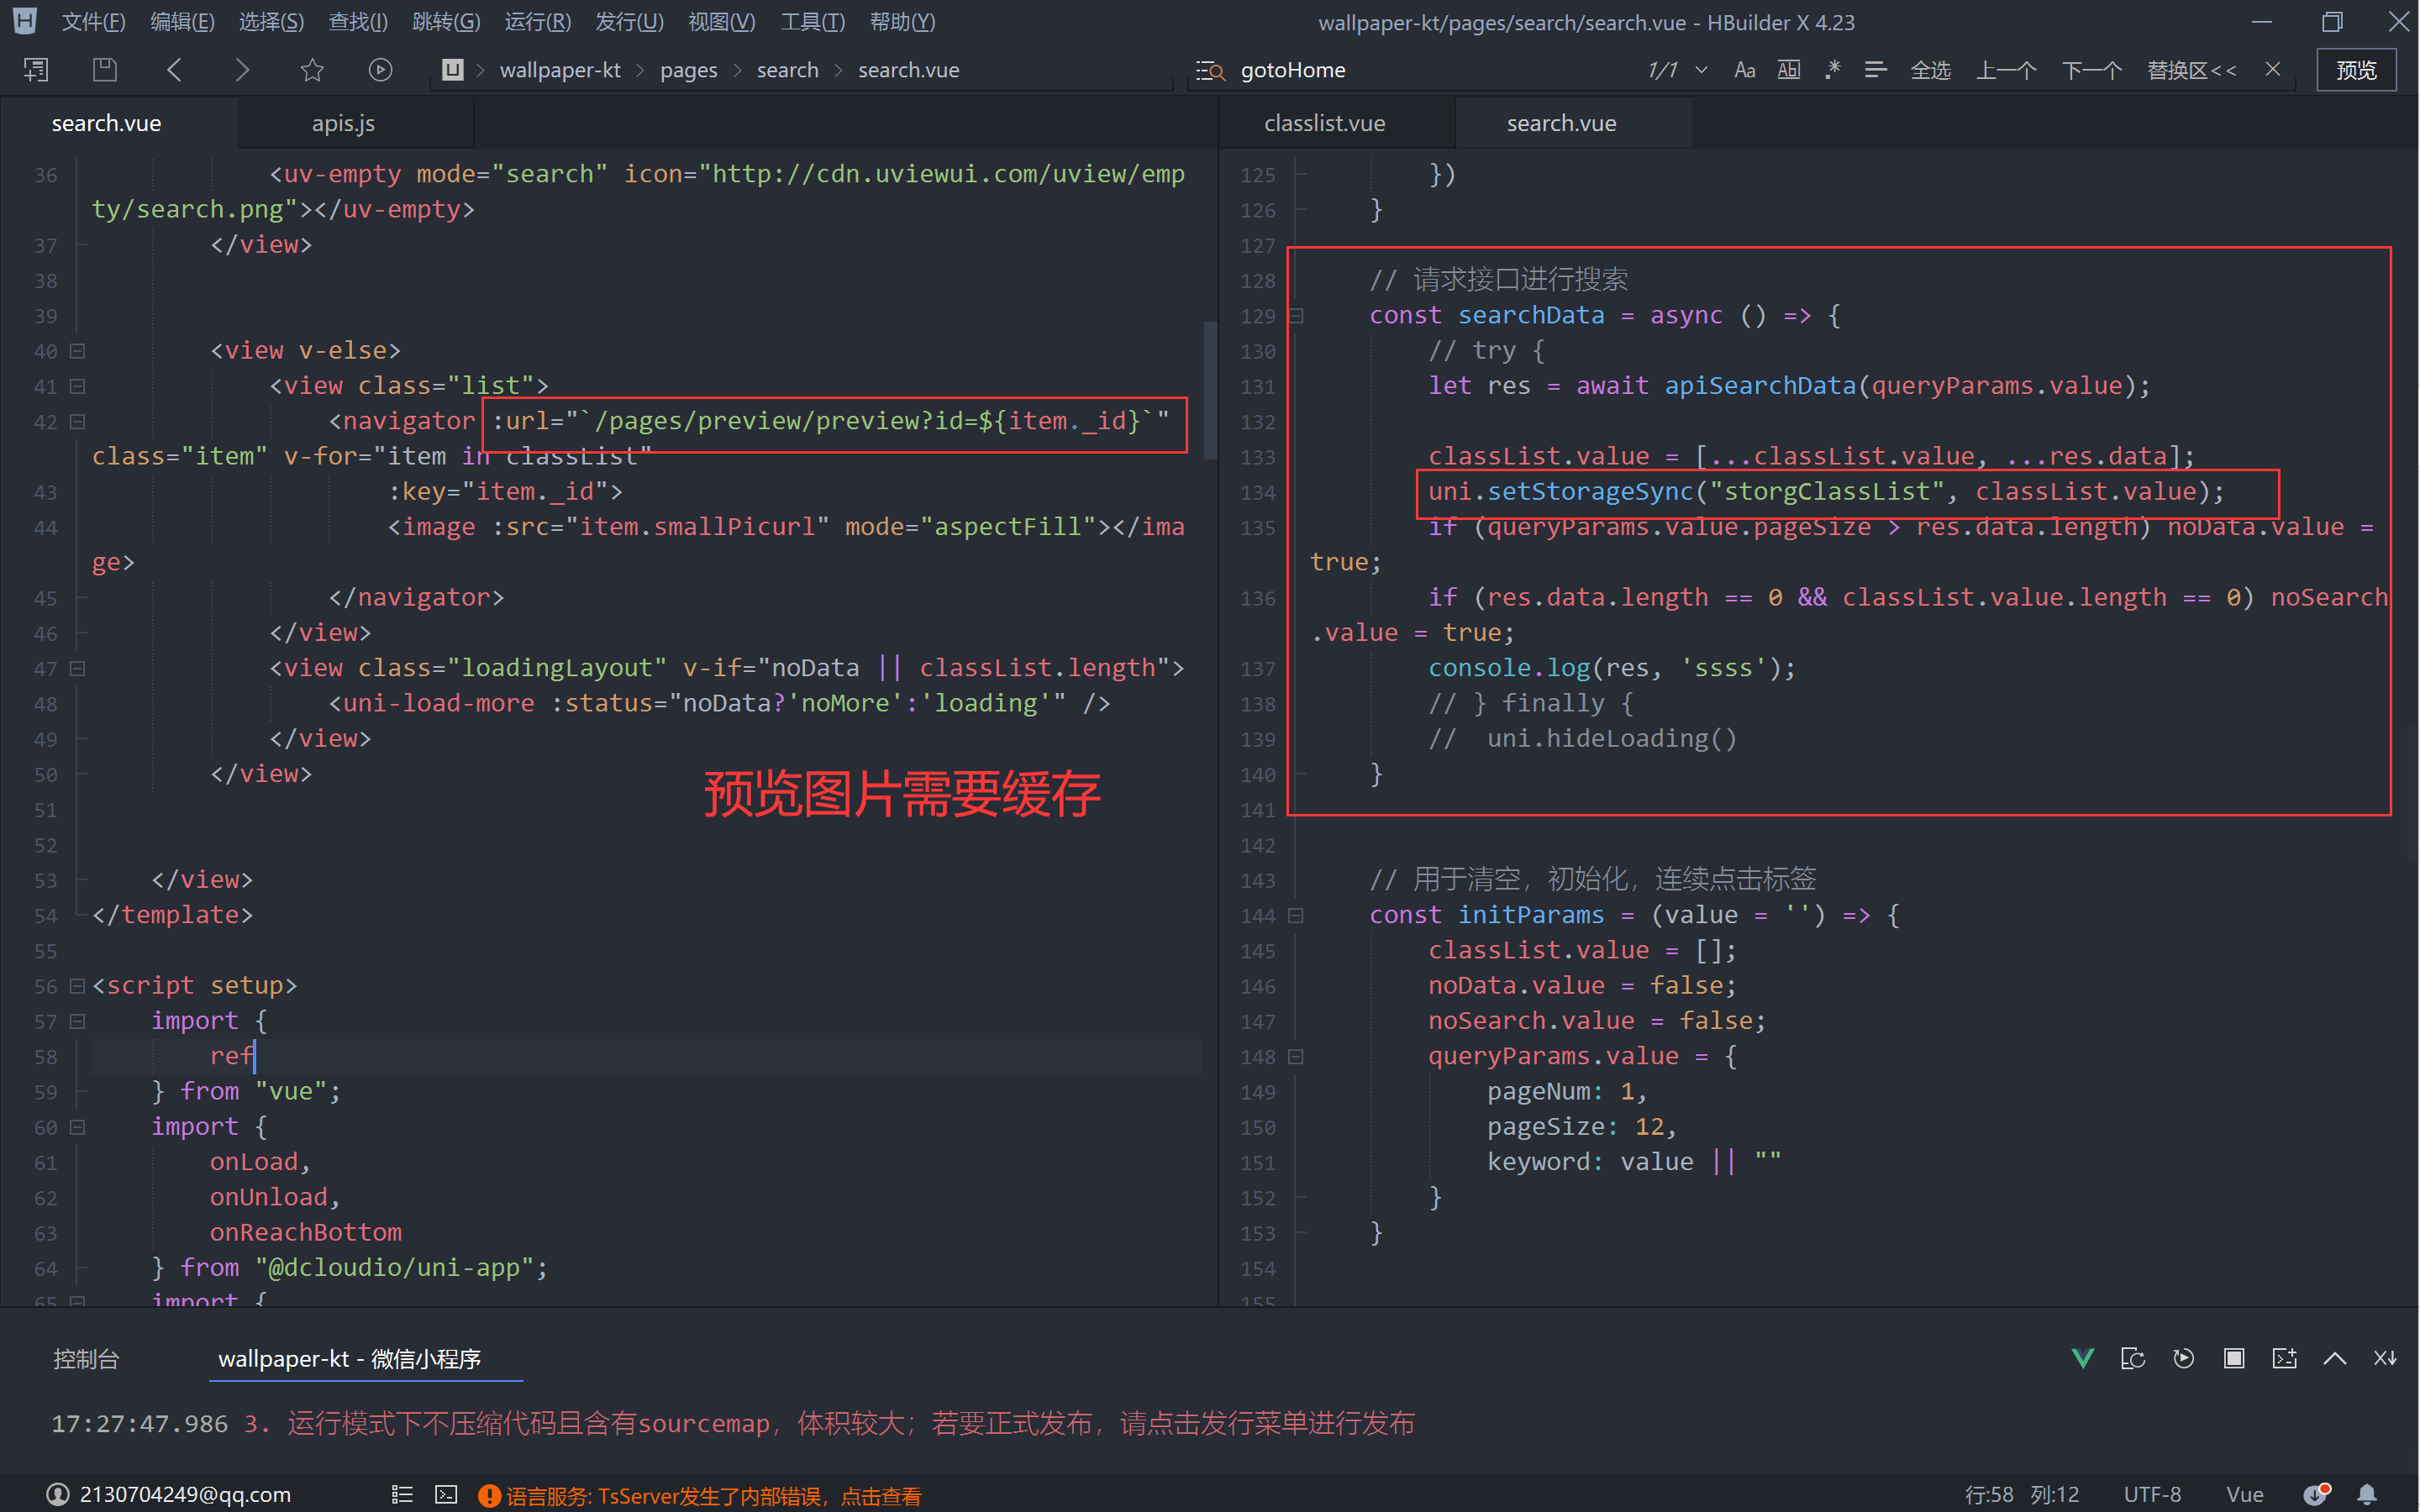 文件(F) 编辑(E) 选择(S) 查找(I) 跳转(G) 运行(R) 发行(U) 视图(V) 工具(T) 帮助(Y) wallpaper-kt/pages/search/search.vue - HBuilder X 4.23
wallpaper-kt > pages > search > search.vue gotoHome 1/1 Aa Ab .* 全选 上一个 下一个 替换区<< 预览
search.vue apis.js
36 <uv-empty mode="search" icon="http://cdn.uviewui.com/uview/emp
ty/search.png"></uv-empty>
37 </view>
38
39
40 <view v-else>
41 <view class="list">
42 <navigator :url="`/pages/preview/preview?id=${item._id}`"
class="item" v-for="item in classList"
43 :key="item._id">
44 <image :src="item.smallPicurl" mode="aspectFill"></ima
ge>
45 </navigator>
46 </view>
47 <view class="loadingLayout" v-if="noData || classList.length">
48 <uni-load-more :status="noData?'noMore':'loading'" />
49 </view>
50 </view>
预览图片需要缓存
51
52
53 </view>
54 </template>
55
56 <script setup>
57 import {
58 ref
59 } from "vue";
60 import {
61 onLoad,
62 onUnload,
63 onReachBottom
64 } from "@dcloudio/uni-app";
65 import {
classlist.vue search.vue
125 })
126 }
127
128 // 请求接口进行搜索
129 const searchData = async () => {
130 // try {
131 let res = await apiSearchData(queryParams.value);
132
133 classList.value = [...classList.value, ...res.data];
134 uni.setStorageSync("storgClassList", classList.value);
135 if (queryParams.value.pageSize > res.data.length) noData.value =
true;
136 if (res.data.length == 0 && classList.value.length == 0) noSearch
.value = true;
137 console.log(res, 'ssss');
138 // } finally {
139 // uni.hideLoading()
140 }
141
142
143 // 用于清空，初始化，连续点击标签
144 const initParams = (value = '') => {
145 classList.value = [];
146 noData.value = false;
147 noSearch.value = false;
148 queryParams.value = {
149 pageNum: 1,
150 pageSize: 12,
151 keyword: value || ""
152 }
153 }
154
155
控制台 wallpaper-kt - 微信小程序
17:27:47.986 3. 运行模式下不压缩代码且含有sourcemap，体积较大；若要正式发布，请点击发行菜单进行发布
2130704249@qq.com 语言服务: TsServer发生了内部错误，点击查看 行:58 列:12 UTF-8 Vue